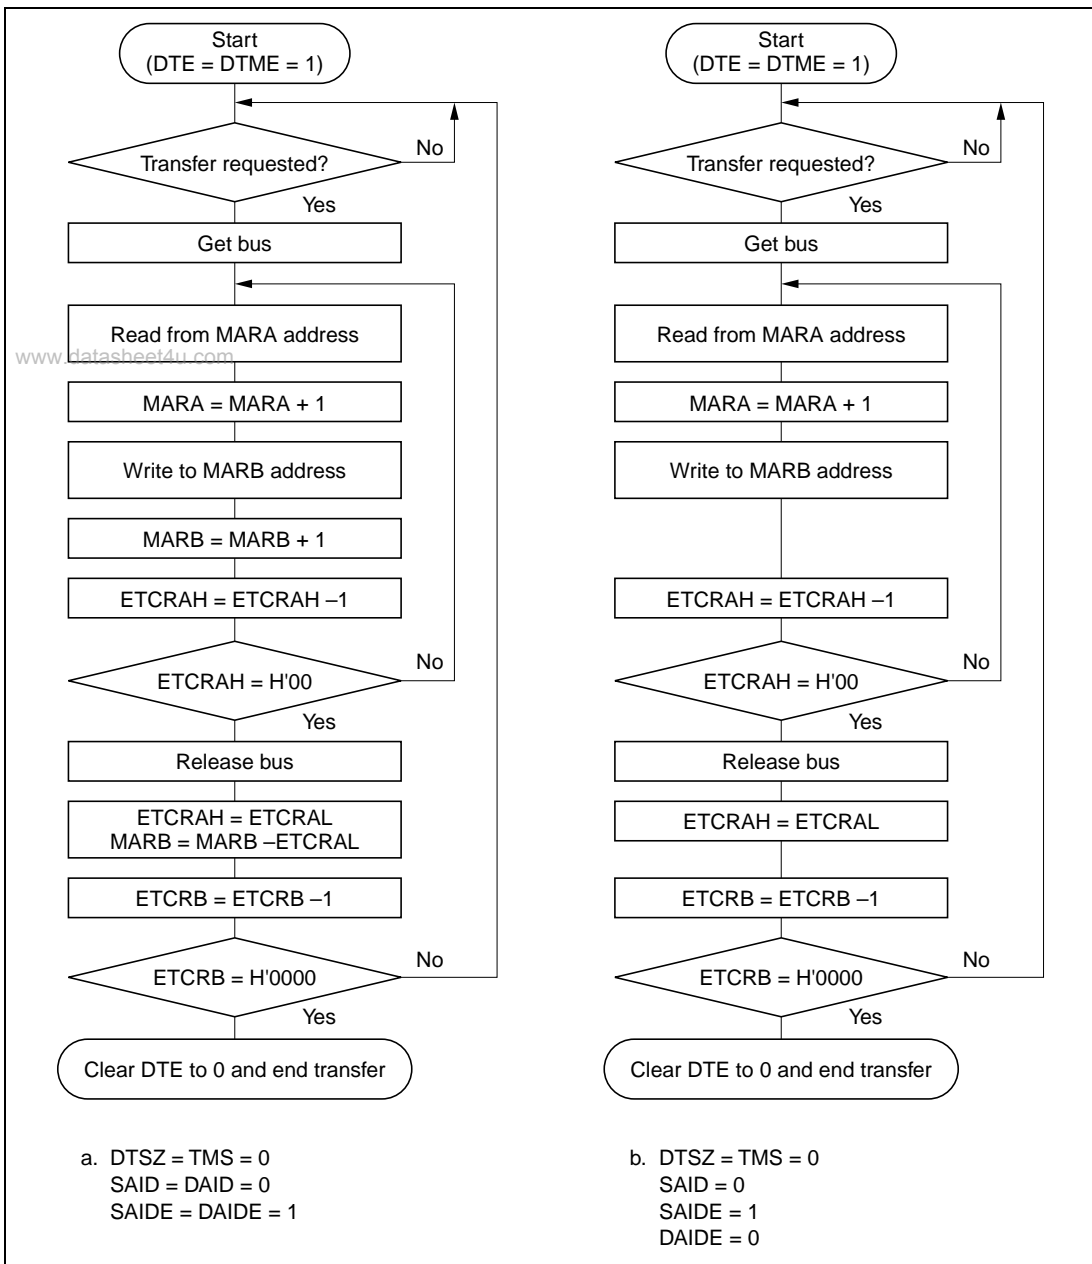 Start
(DTE = DTME = 1)
Transfer requested?
No
Yes
Get bus
Read from MARA address
www.datasheet4u.com
MARA = MARA + 1
Write to MARB address
MARB = MARB + 1
ETCRAH = ETCRAH –1
ETCRAH = H'00
No
Yes
Release bus
ETCRAH = ETCRAL
MARB = MARB –ETCRAL
ETCRB = ETCRB –1
ETCRB = H'0000
No
Yes
Clear DTE to 0 and end transfer
a. DTSZ = TMS = 0
SAID = DAID = 0
SAIDE = DAIDE = 1
Start
(DTE = DTME = 1)
Transfer requested?
No
Yes
Get bus
Read from MARA address
MARA = MARA + 1
Write to MARB address
ETCRAH = ETCRAH –1
ETCRAH = H'00
No
Yes
Release bus
ETCRAH = ETCRAL
ETCRB = ETCRB –1
ETCRB = H'0000
No
Yes
Clear DTE to 0 and end transfer
b. DTSZ = TMS = 0
SAID = 0
SAIDE = 1
DAIDE = 0